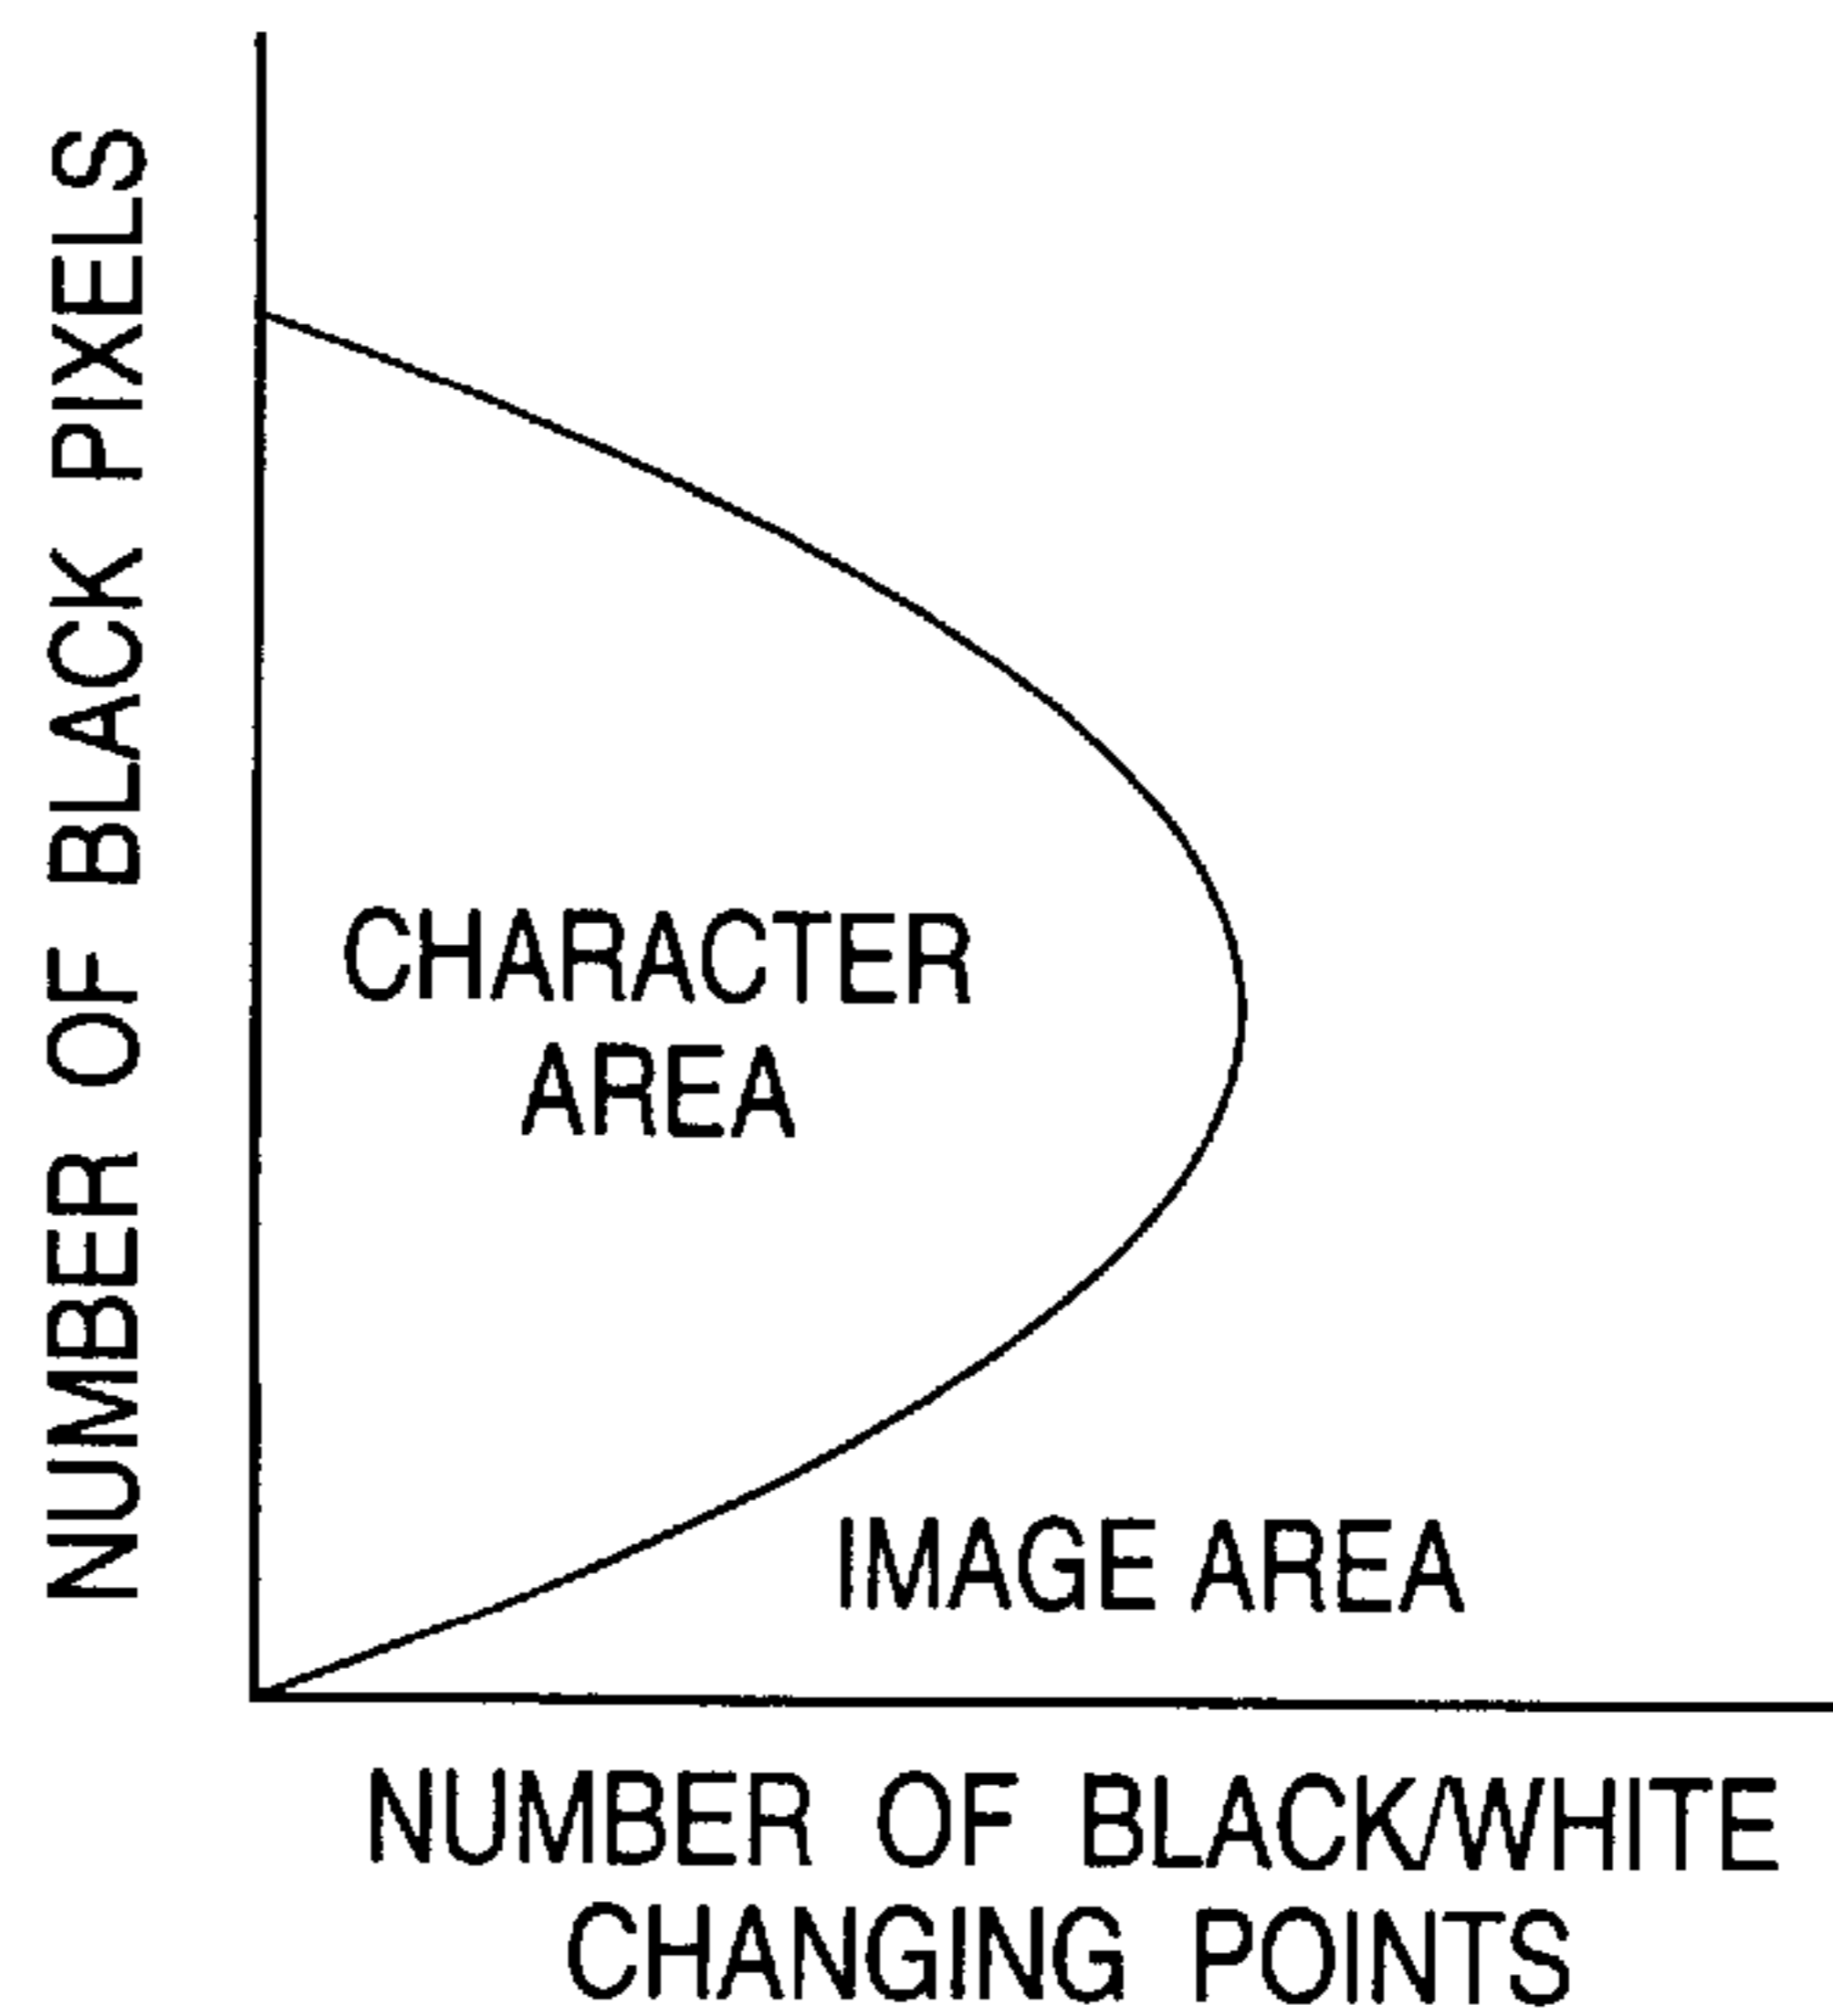 NUMBER OF BLACK PIXELS
CHARACTER
AREA
IMAGE AREA
NUMBER OF BLACK/WHITE
CHANGING POINTS